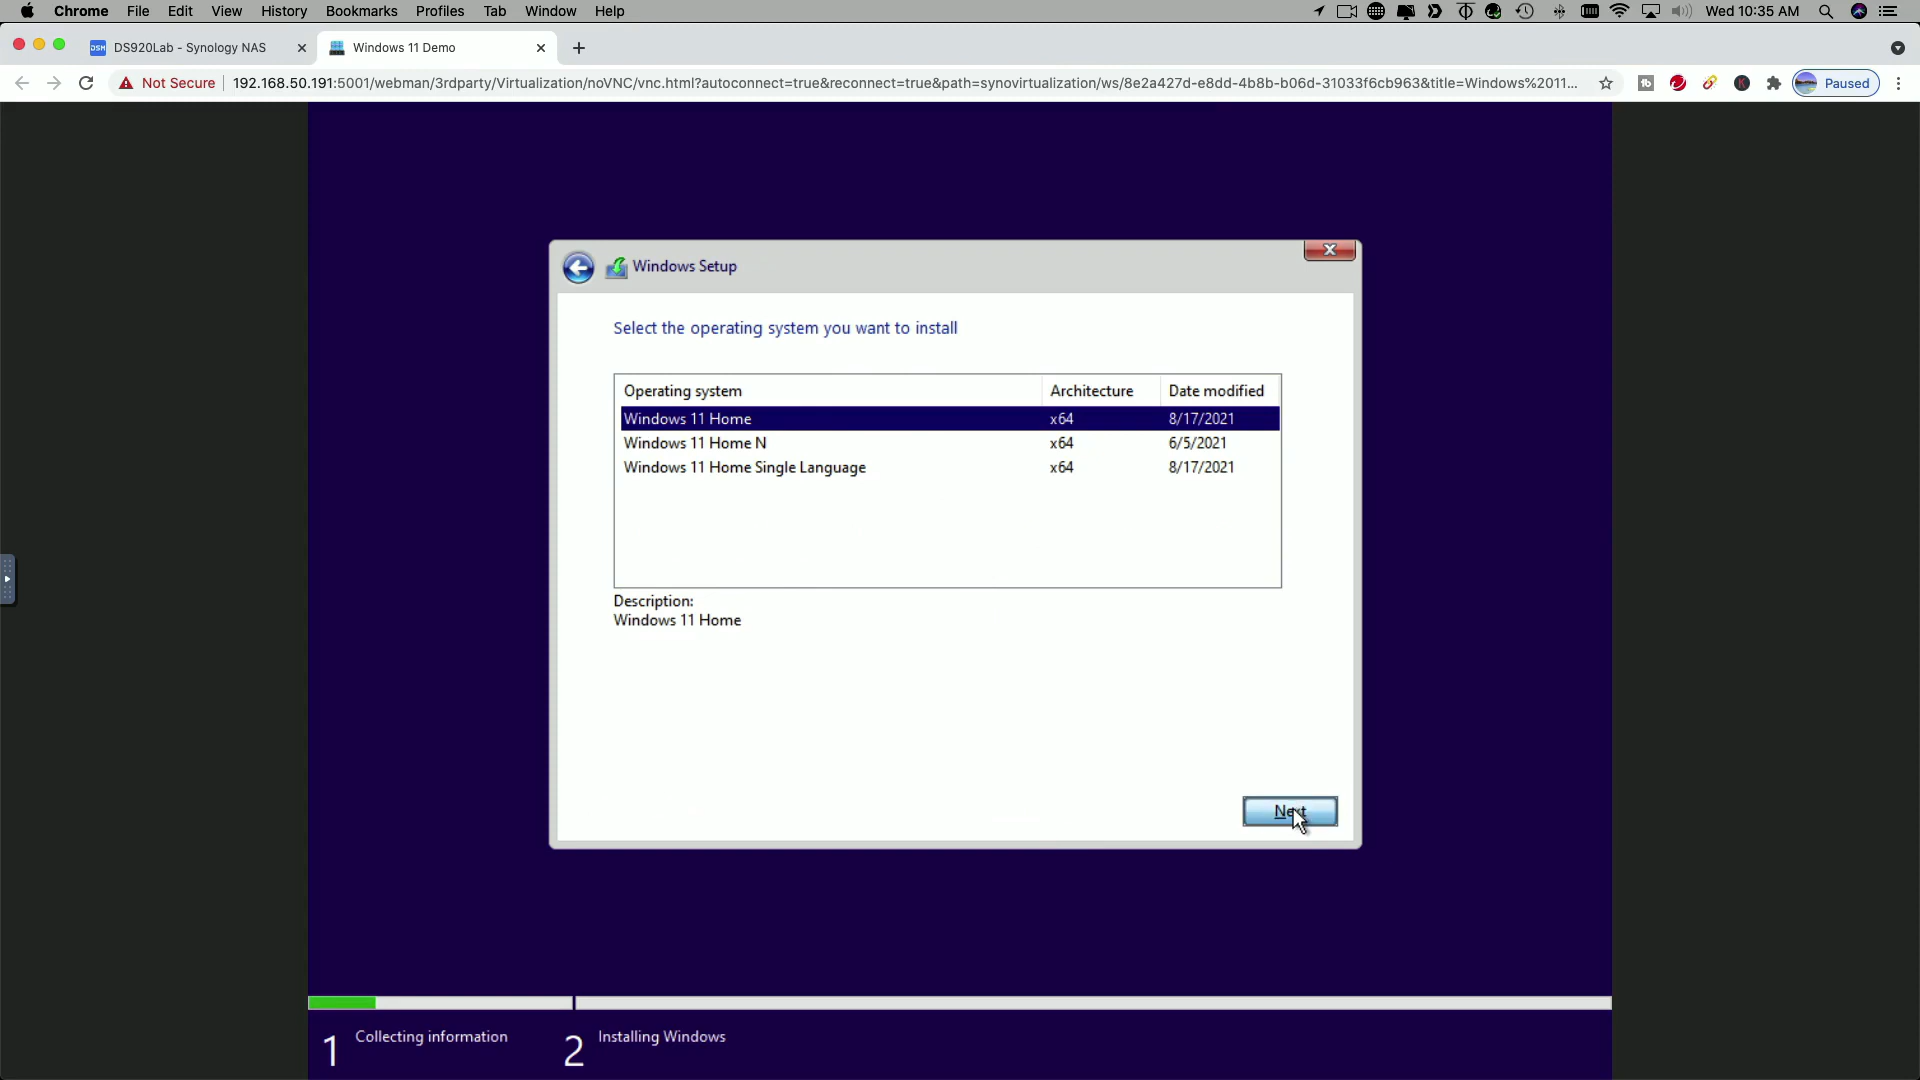 Chrome File Edit View History Bookmarks Profiles Tab Window Help Wed 10:35 AM
DSM DS920Lab - Synology NAS Windows 11 Demo
Not Secure 192.168.50.191:5001/webman/3rdparty/Virtualization/noVNC/vnc.html?autoconnect=true&reconnect=true&path=synovirtualization/ws/8e2a427d-e8dd-4b8b-b06d-31033f6cb963&title=Windows%2011... tb K Paused
Windows Setup
Select the operating system you want to install
Operating system Architecture Date modified
Windows 11 Home x64 8/17/2021
Windows 11 Home N x64 6/5/2021
Windows 11 Home Single Language x64 8/17/2021
Description:
Windows 11 Home
Next
1 Collecting information 2 Installing Windows